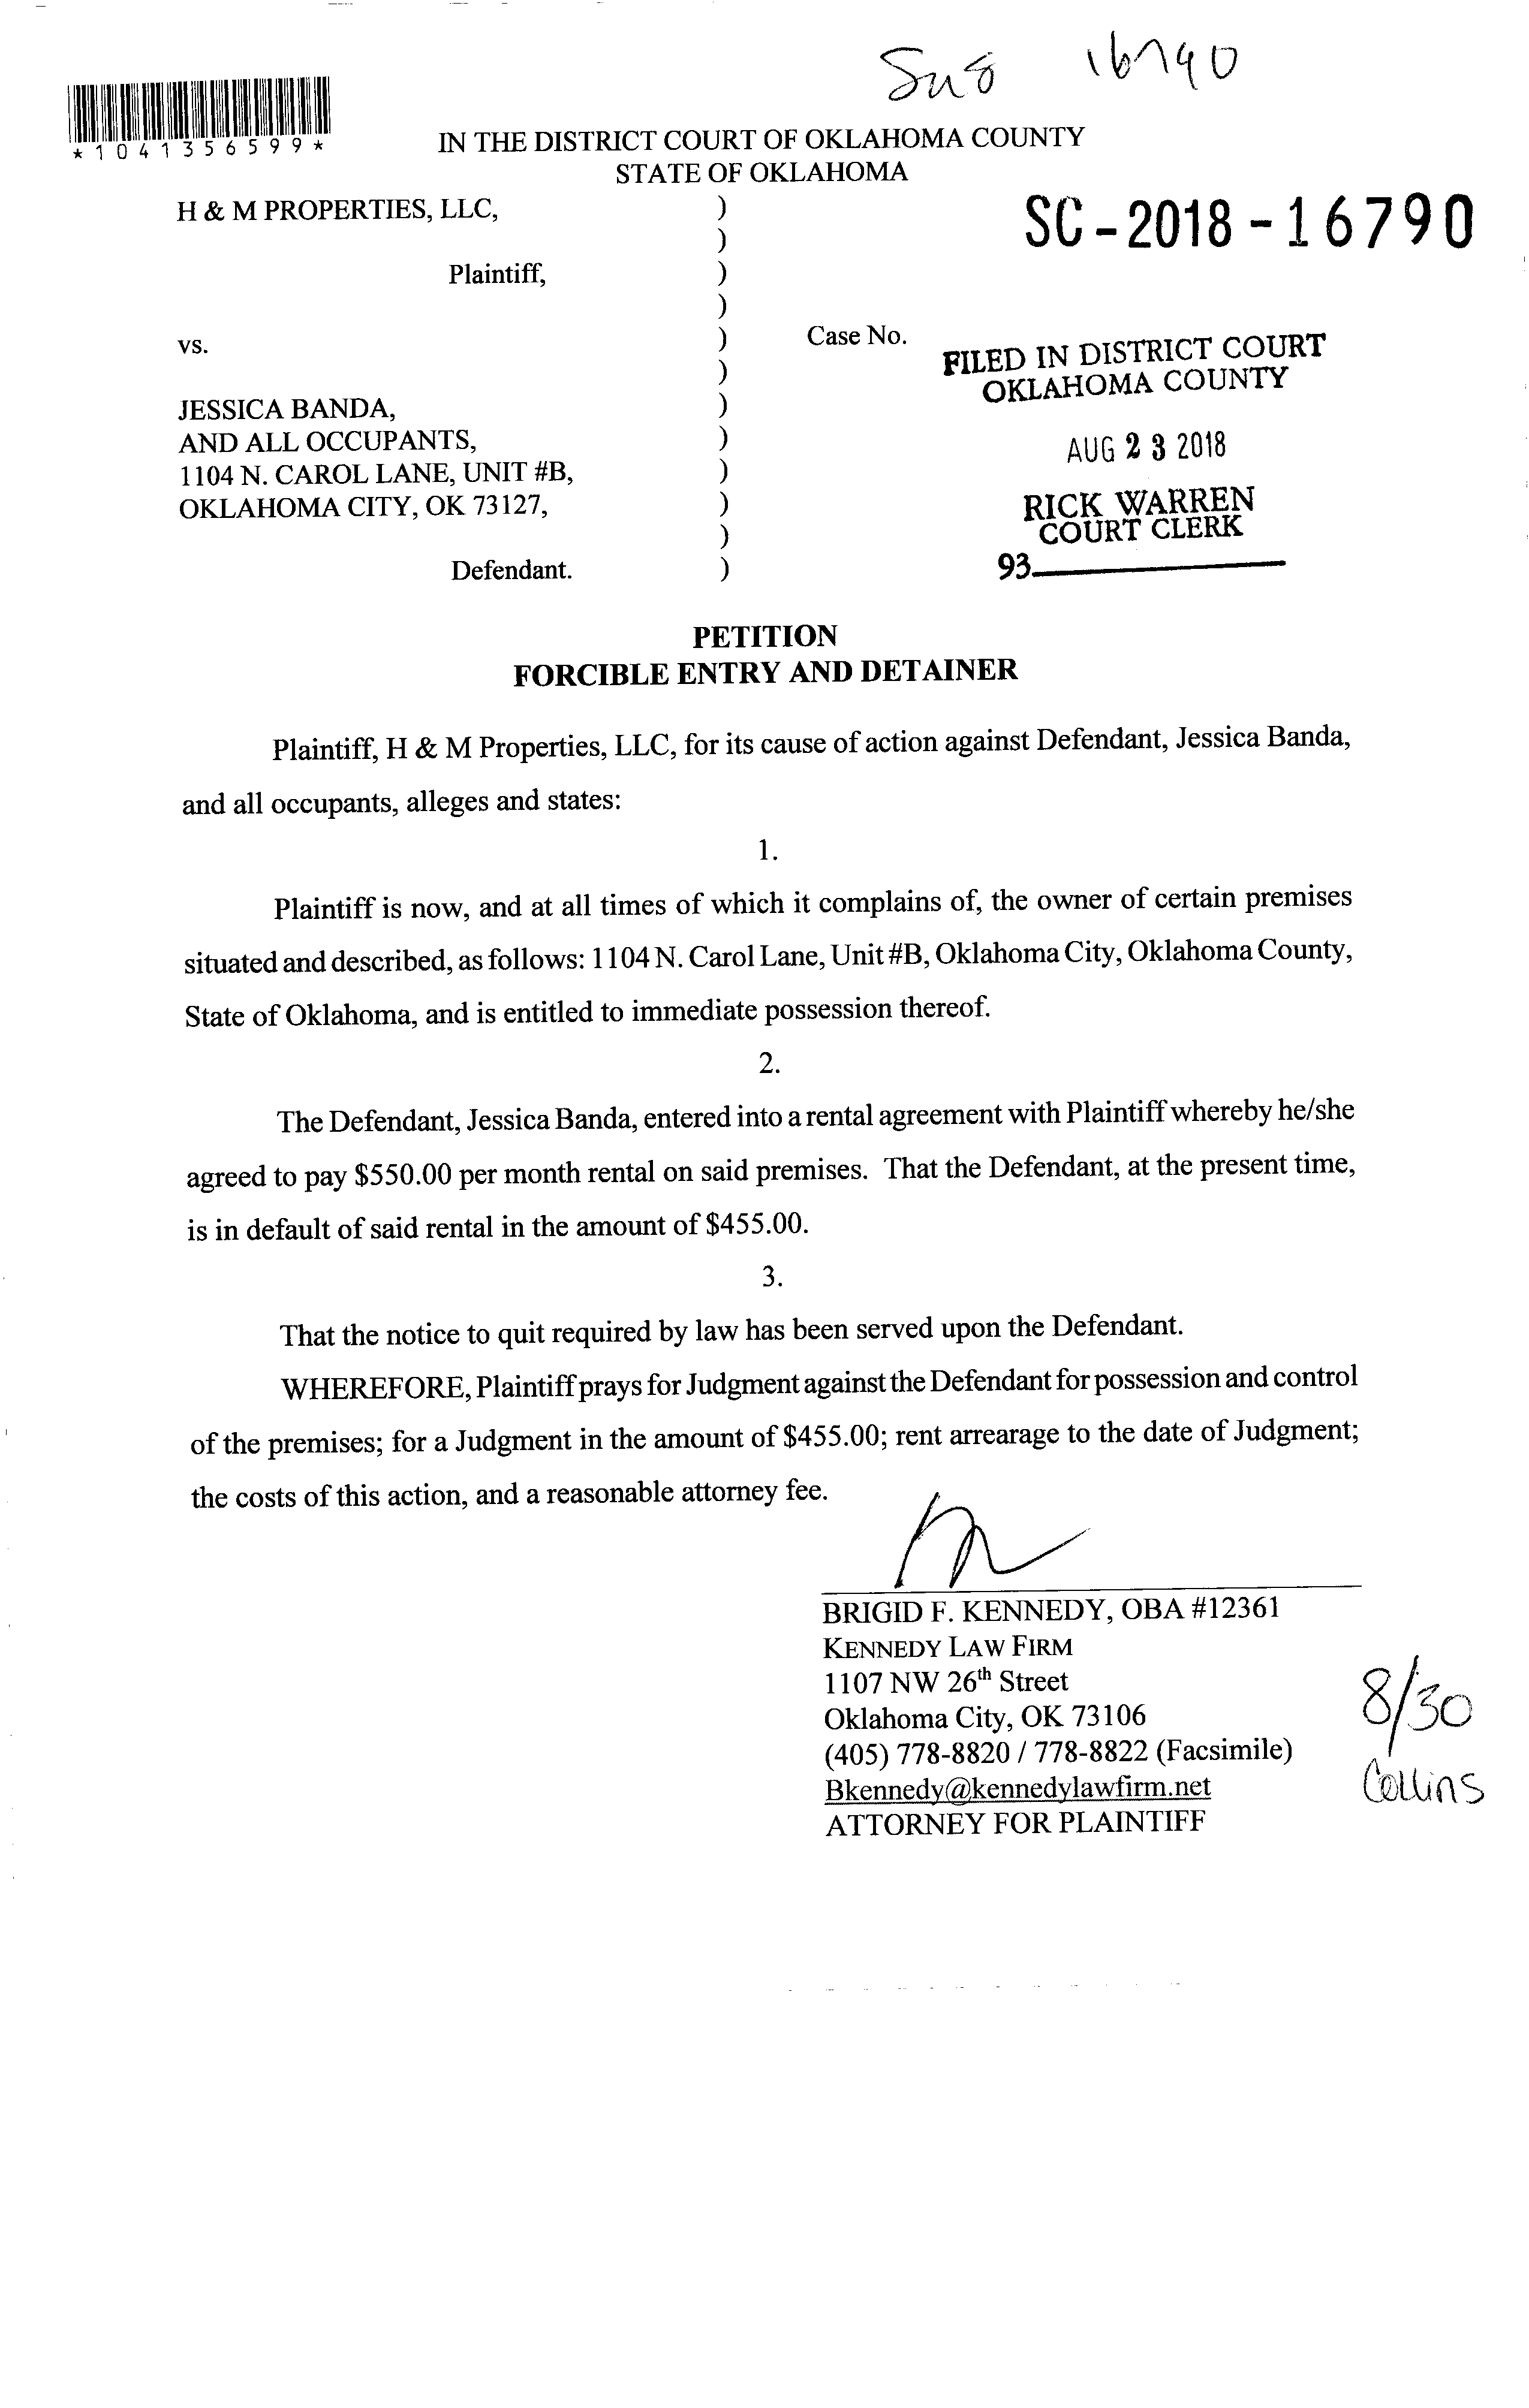 16790
*1041356599*
IN THE DISTRICT COURT OF OKLAHOMA COUNTY
STATE OF OKLAHOMA
H & M PROPERTIES, LLC, )
)
SC-2018-16790
Plaintiff, )
)
vs. ) Case No.
FILED IN DISTRICT COURT
OKLAHOMA COUNTY
)
JESSICA BANDA, )
AND ALL OCCUPANTS, )
AUG 23 2018
1104 N. CAROL LANE, UNIT #B, )
OKLAHOMA CITY, OK 73127, )
RICK WARREN
COURT CLERK
)
Defendant. )
93
PETITION
FORCIBLE ENTRY AND DETAINER
Plaintiff, H & M Properties, LLC, for its cause of action against Defendant, Jessica Banda,
and all occupants, alleges and states:
1.
Plaintiff is now, and at all times of which it complains of, the owner of certain premises
situated and described, as follows: 1104 N. Carol Lane, Unit #B, Oklahoma City, Oklahoma County,
State of Oklahoma, and is entitled to immediate possession thereof.
2.
The Defendant, Jessica Banda, entered into a rental agreement with Plaintiff whereby he/she
agreed to pay $550.00 per month rental on said premises. That the Defendant, at the present time,
is in default of said rental in the amount of $455.00.
3.
That the notice to quit required by law has been served upon the Defendant.
WHEREFORE, Plaintiff prays for Judgment against the Defendant for possession and control
of the premises; for a Judgment in the amount of $455.00; rent arrearage to the date of Judgment;
the costs of this action, and a reasonable attorney fee.
BRIGID F. KENNEDY, OBA #12361
KENNEDY LAW FIRM
1107 NW 26th Street
Oklahoma City, OK 73106
(405) 778-8820 / 778-8822 (Facsimile)
Bkennedy@kennedylawfirm.net
ATTORNEY FOR PLAINTIFF
8/30
Collins